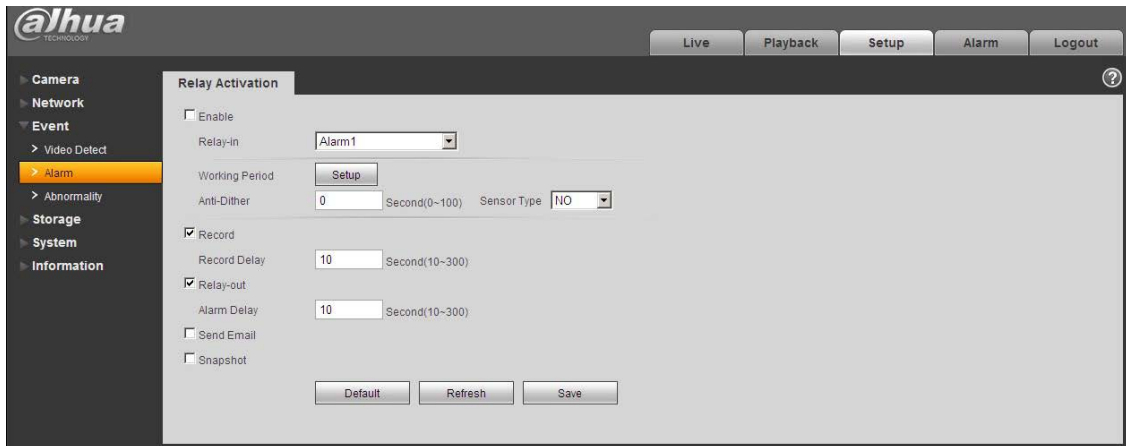 alhua
TECHNOLOGY
Live Playback Setup Alarm Logout
Camera
Network
Event
> Video Detect
> Alarm
> Abnormality
Storage
System
Information
Relay Activation
?
Enable
Relay-in Alarm1
Working Period Setup
Anti-Dither 0 Second(0~100) Sensor Type NO
Record
Record Delay 10 Second(10~300)
Relay-out
Alarm Delay 10 Second(10~300)
Send Email
Snapshot
Default Refresh Save